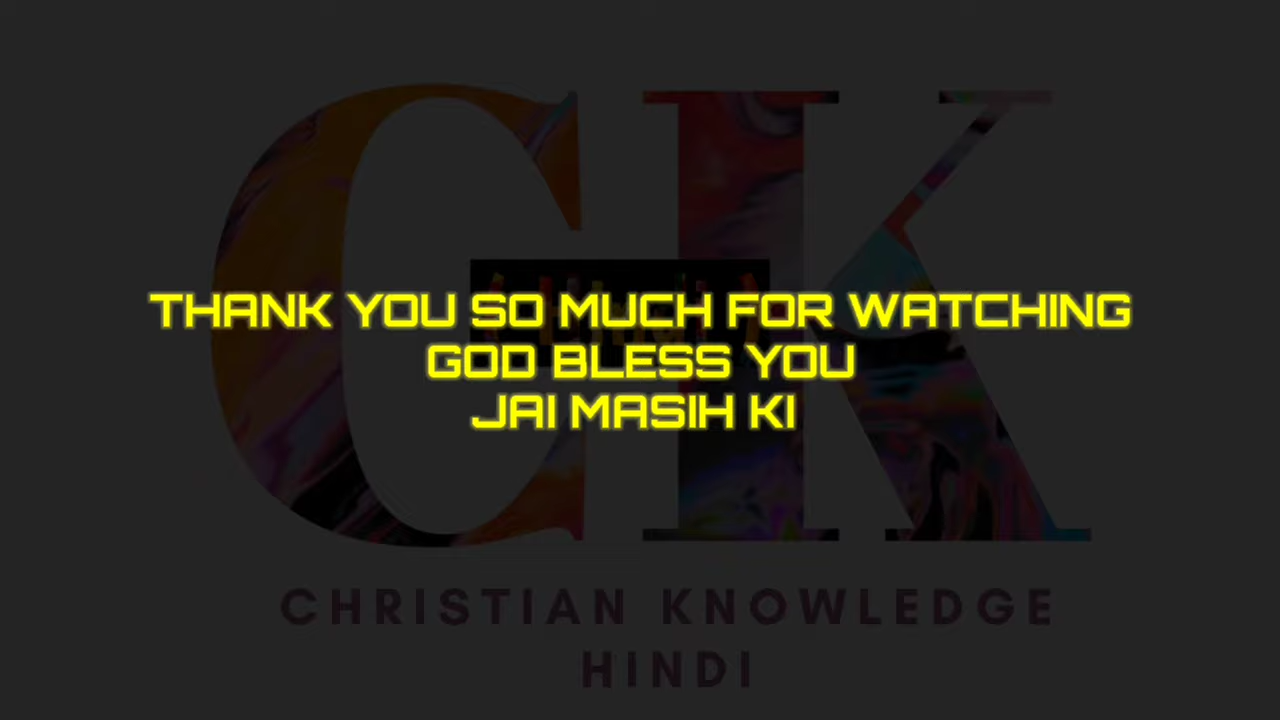 CK
THANK YOU SO MUCH FOR WATCHING
GOD BLESS YOU
JAI MASIH KI
CHRISTIAN KNOWLEDGE
HINDI